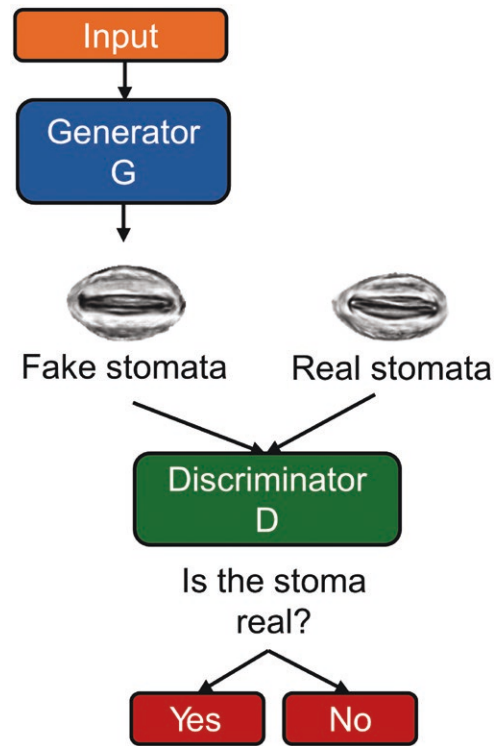 Input
Generator
G
Fake stomata
Real stomata
Discriminator
D
Is the stoma
real?
Yes
No